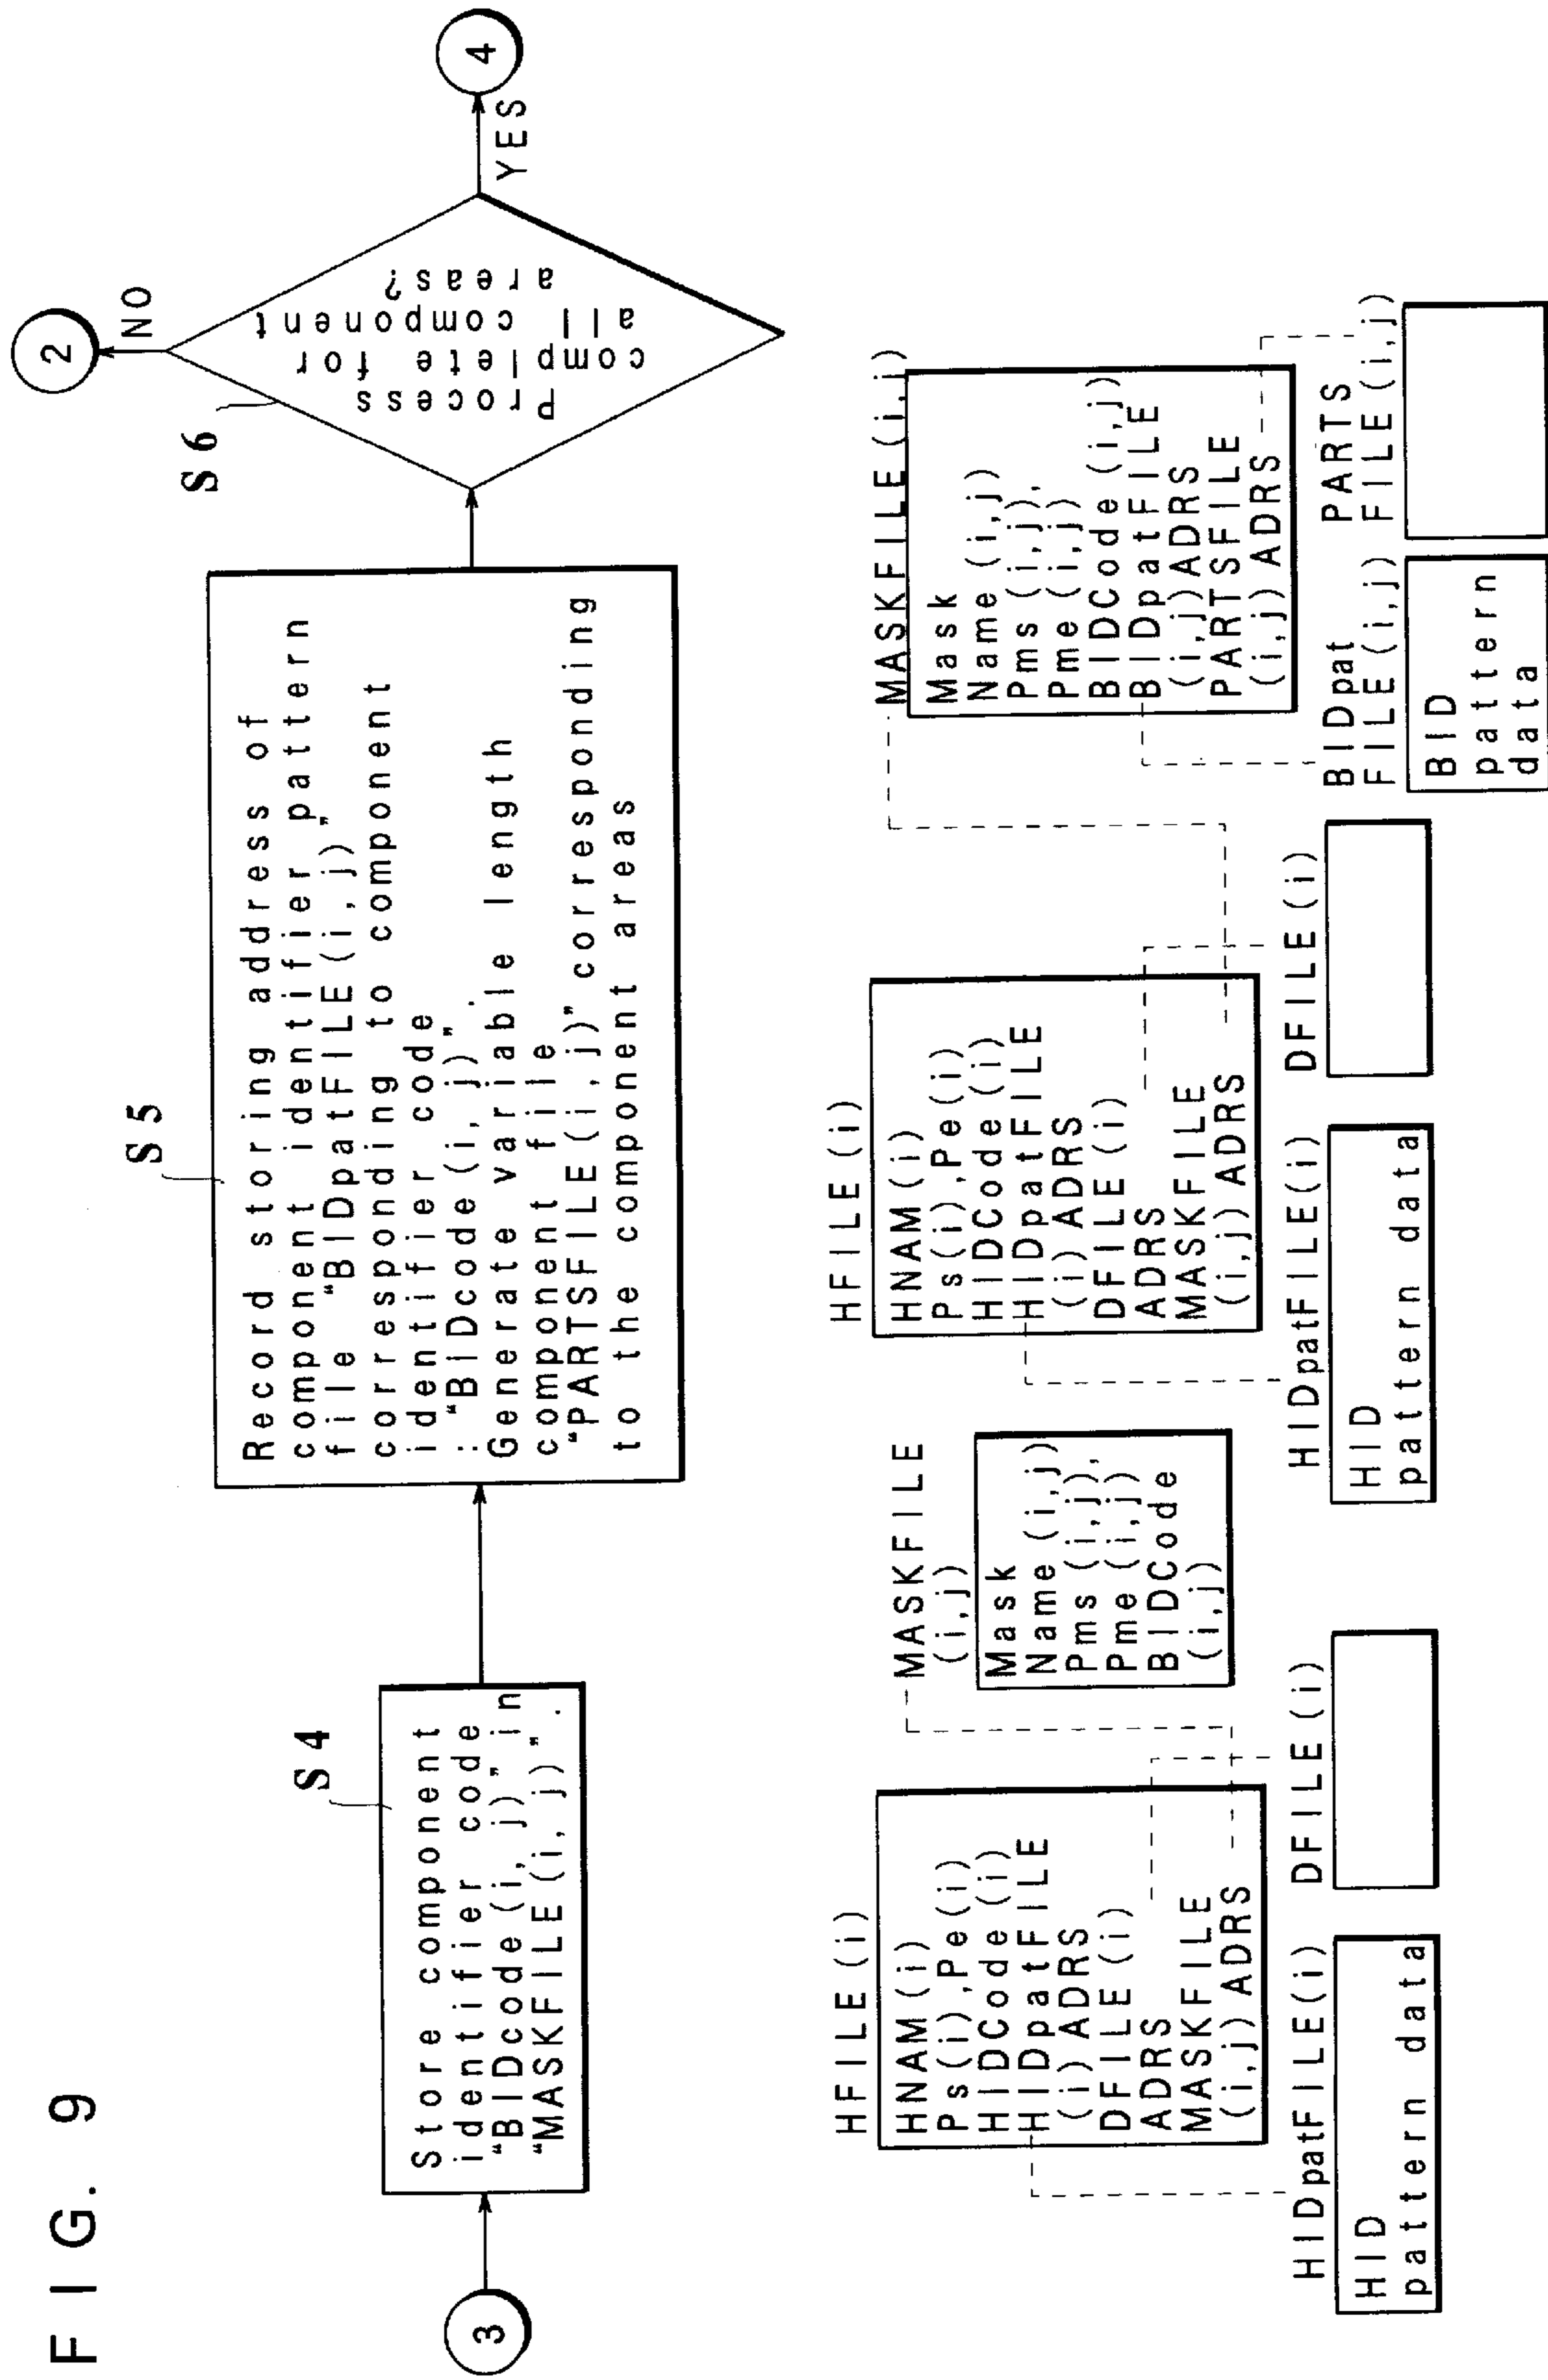 FIG. 9
3
S4
Store component
identifier code
"BIDcode(i, j)" in
"MASKFILE(i, j)".
S5
Record storing address of
component identifier pattern
file "BIDpatFILE(i, j)"
corresponding to component
identifier code
"BIDcode(i, j)".
Generate variable length
component file
"PARTSFILE(i, j)" corresponding
to the component areas
S6
Process
complete for
all component
areas?
NO
2
YES
4
HFILE(i)
HNAM(i)
Ps(i),Pe(i)
HIDCode(i)
HIDpatFILE
(i)ADRS
DFILE(i)
ADRS
MASKFILE
(i,j)ADRS
HIDpatFILE(i)
HID
pattern data
DFILE(i)
MASKFILE
(i,j)
Mask
Name(i,j)
Pms(i,j),
Pme(i,j)
BIDCode
(i,j)
HFILE(i)
HNAM(i)
Ps(i),Pe(i)
HIDCode(i)
HIDpatFILE
(i)ADRS
DFILE(i)
ADRS
MASKFILE
(i,j)ADRS
HIDpatFILE(i)
HID
pattern data
DFILE(i)
MASKFILE(i,j)
Mask
Name(i,j)
Pms(i,j),
Pme(i,j)
BIDCode(i,j)
BIDpatFILE
(i,j)ADRS
PARTSFILE
(i,j)ADRS
BIDpat
FILE(i,j)
BID
pattern
data
PARTS
FILE(i,j)